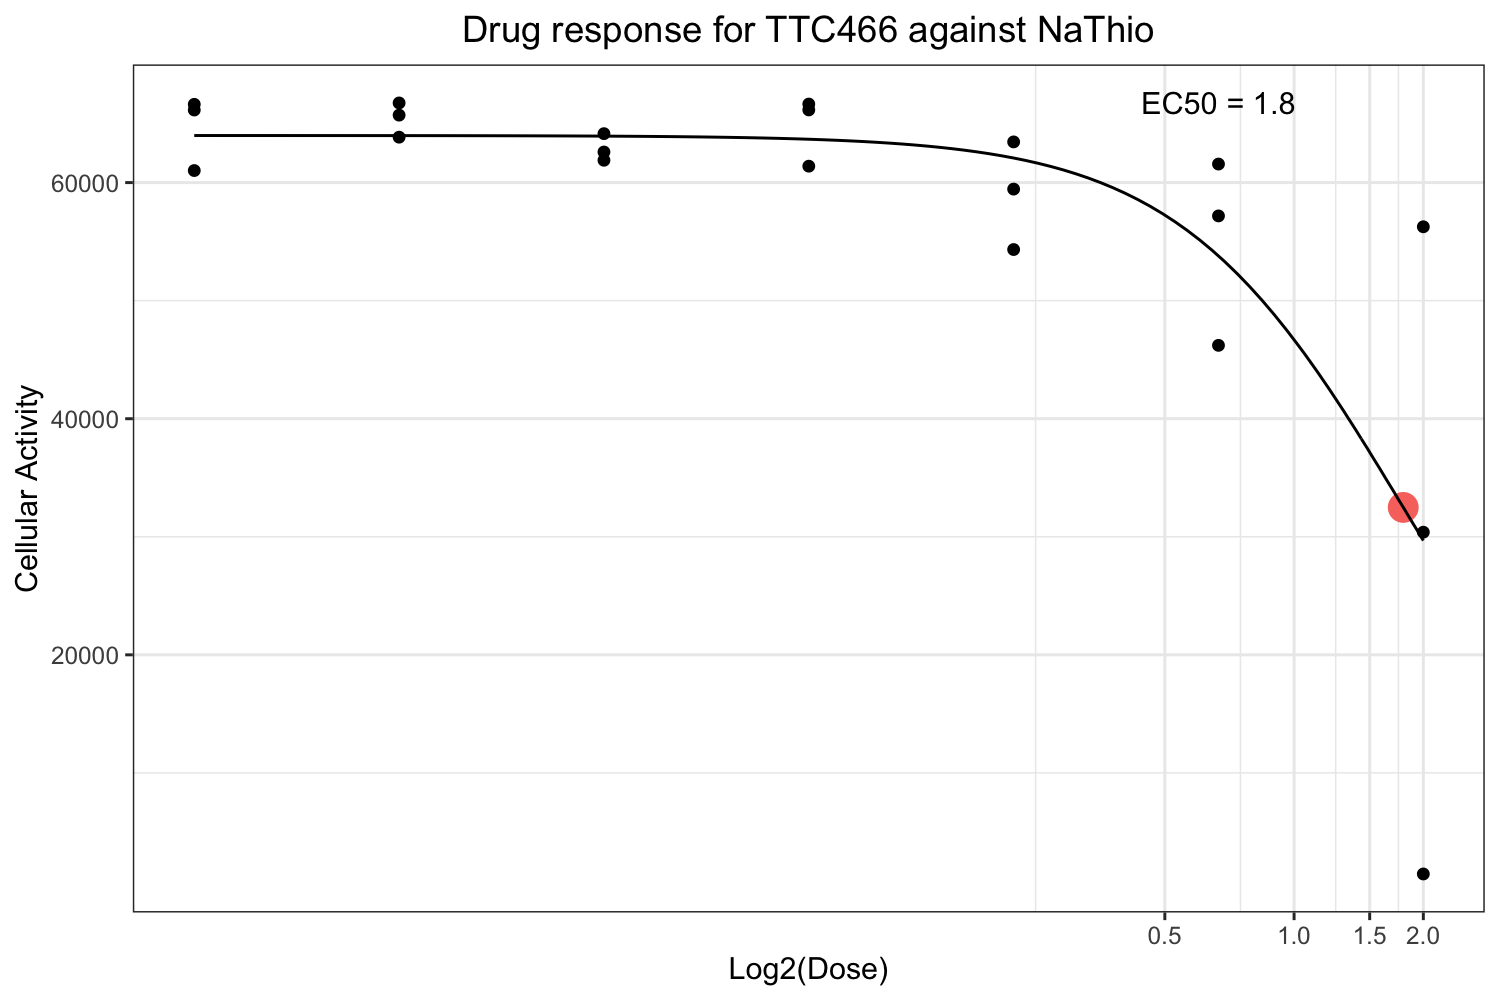 Drug response for TTC466 against NaThio
EC50 = 1.8
60000
40000
20000
Cellular Activity
0.5 1.0 1.5 2.0
Log2(Dose)